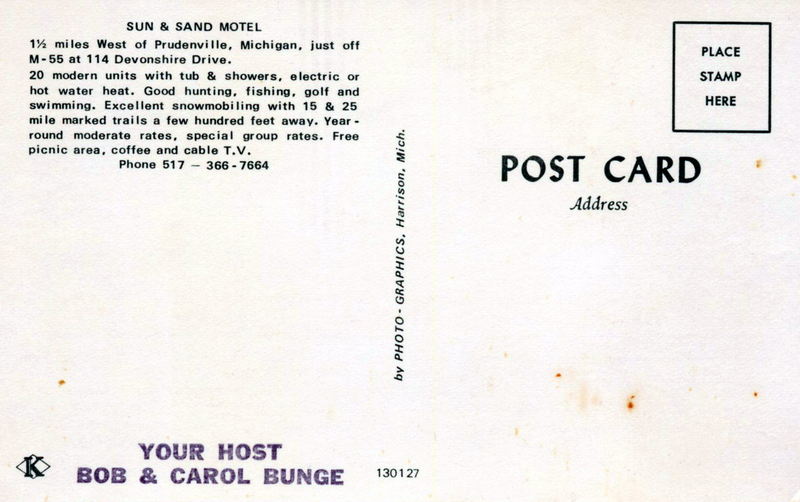 SUN & SAND MOTEL
1½ miles West of Prudenville, Michigan, just off
M-55 at 114 Devonshire Drive.
20 modern units with tub & showers, electric or
hot water heat. Good hunting, fishing, golf and
swimming. Excellent snowmobiling with 15 & 25
mile marked trails a few hundred feet away. Year-
round moderate rates, special group rates. Free
picnic area, coffee and cable T.V.
Phone 517 – 366-7664
by PHOTO-GRAPHICS, Harrison, Mich.
PLACE
STAMP
HERE
POST CARD
Address
K
YOUR HOST
BOB & CAROL BUNGE
130127